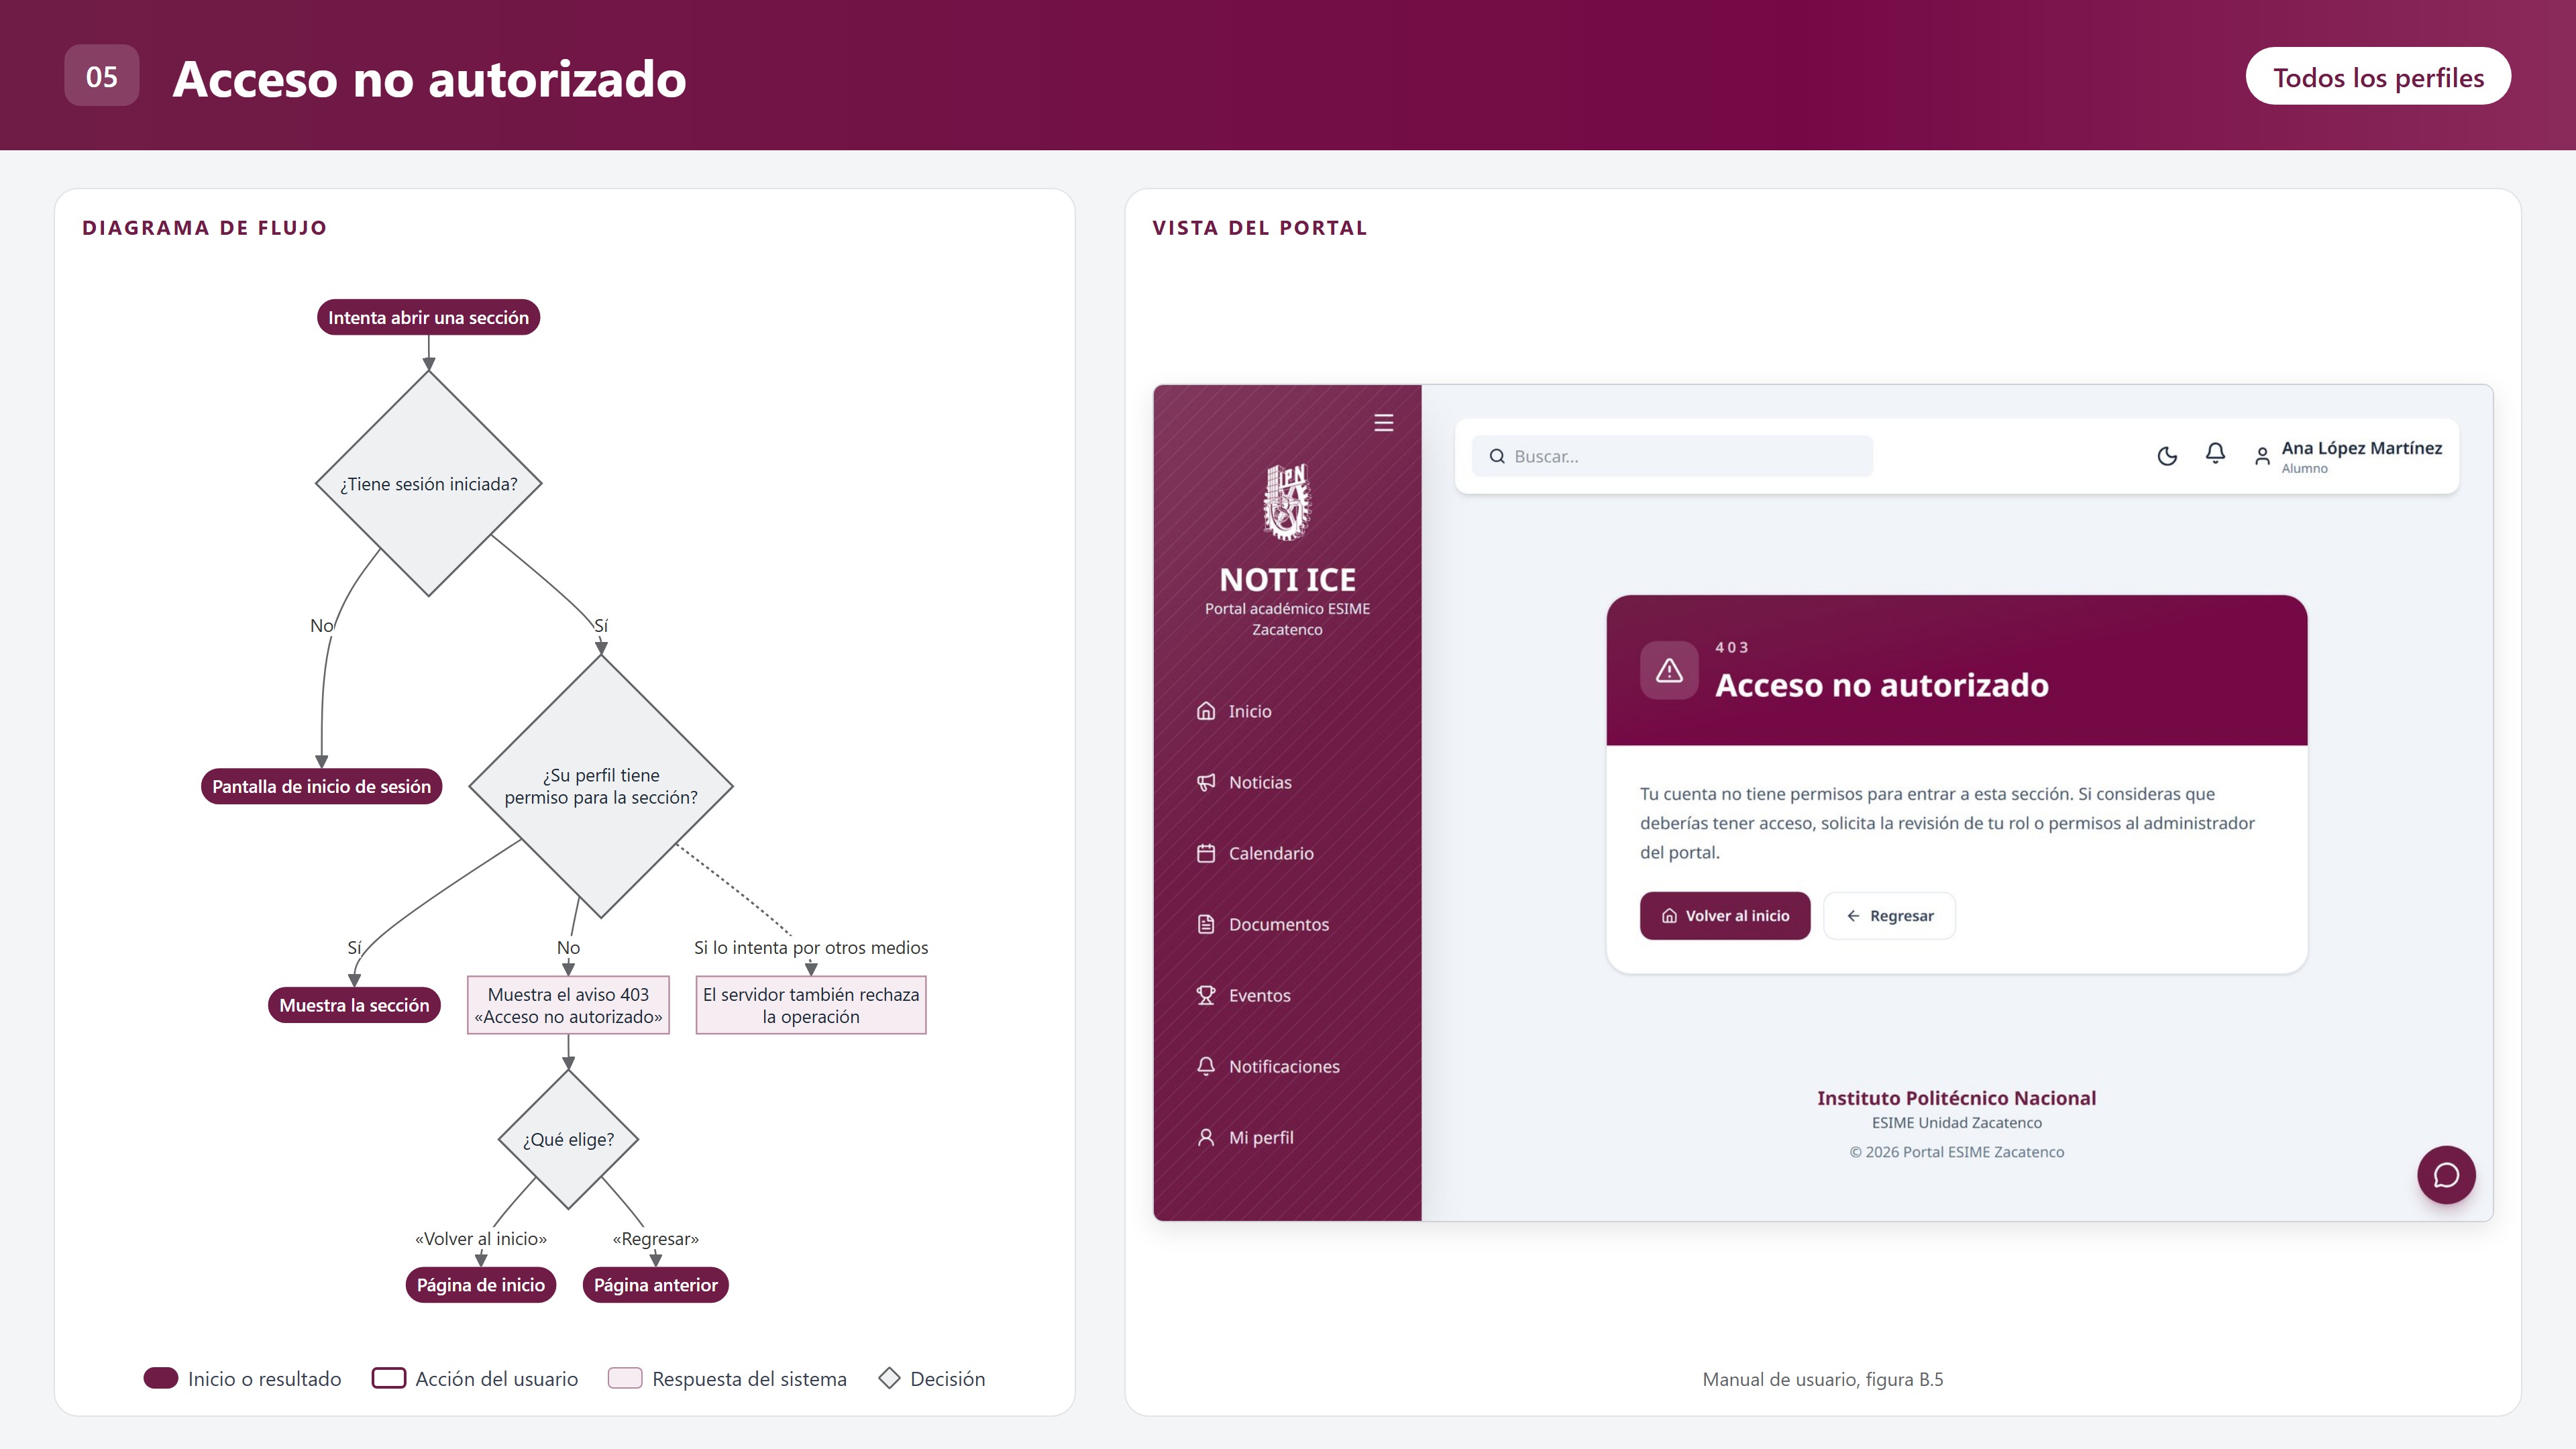 05
Acceso no autorizado
Todos los perfiles
DIAGRAMA DE FLUJO
Intenta abrir una sección
¿Tiene sesión iniciada?
No
Sí
Pantalla de inicio de sesión
¿Su perfil tiene
permiso para la sección?
Sí
No
Si lo intenta por otros medios
Muestra la sección
Muestra el aviso 403
«Acceso no autorizado»
El servidor también rechaza
la operación
¿Qué elige?
«Volver al inicio»
«Regresar»
Página de inicio
Página anterior
Inicio o resultado
Acción del usuario
Respuesta del sistema
Decisión
VISTA DEL PORTAL
IPN
NOTI ICE
Portal académico ESIME
Zacatenco
Inicio
Noticias
Calendario
Documentos
Eventos
Notificaciones
Mi perfil
Buscar...
Ana López Martínez
Alumno
403
Acceso no autorizado
Tu cuenta no tiene permisos para entrar a esta sección. Si consideras que
deberías tener acceso, solicita la revisión de tu rol o permisos al administrador
del portal.
Volver al inicio
Regresar
Instituto Politécnico Nacional
ESIME Unidad Zacatenco
© 2026 Portal ESIME Zacatenco
Manual de usuario, figura B.5